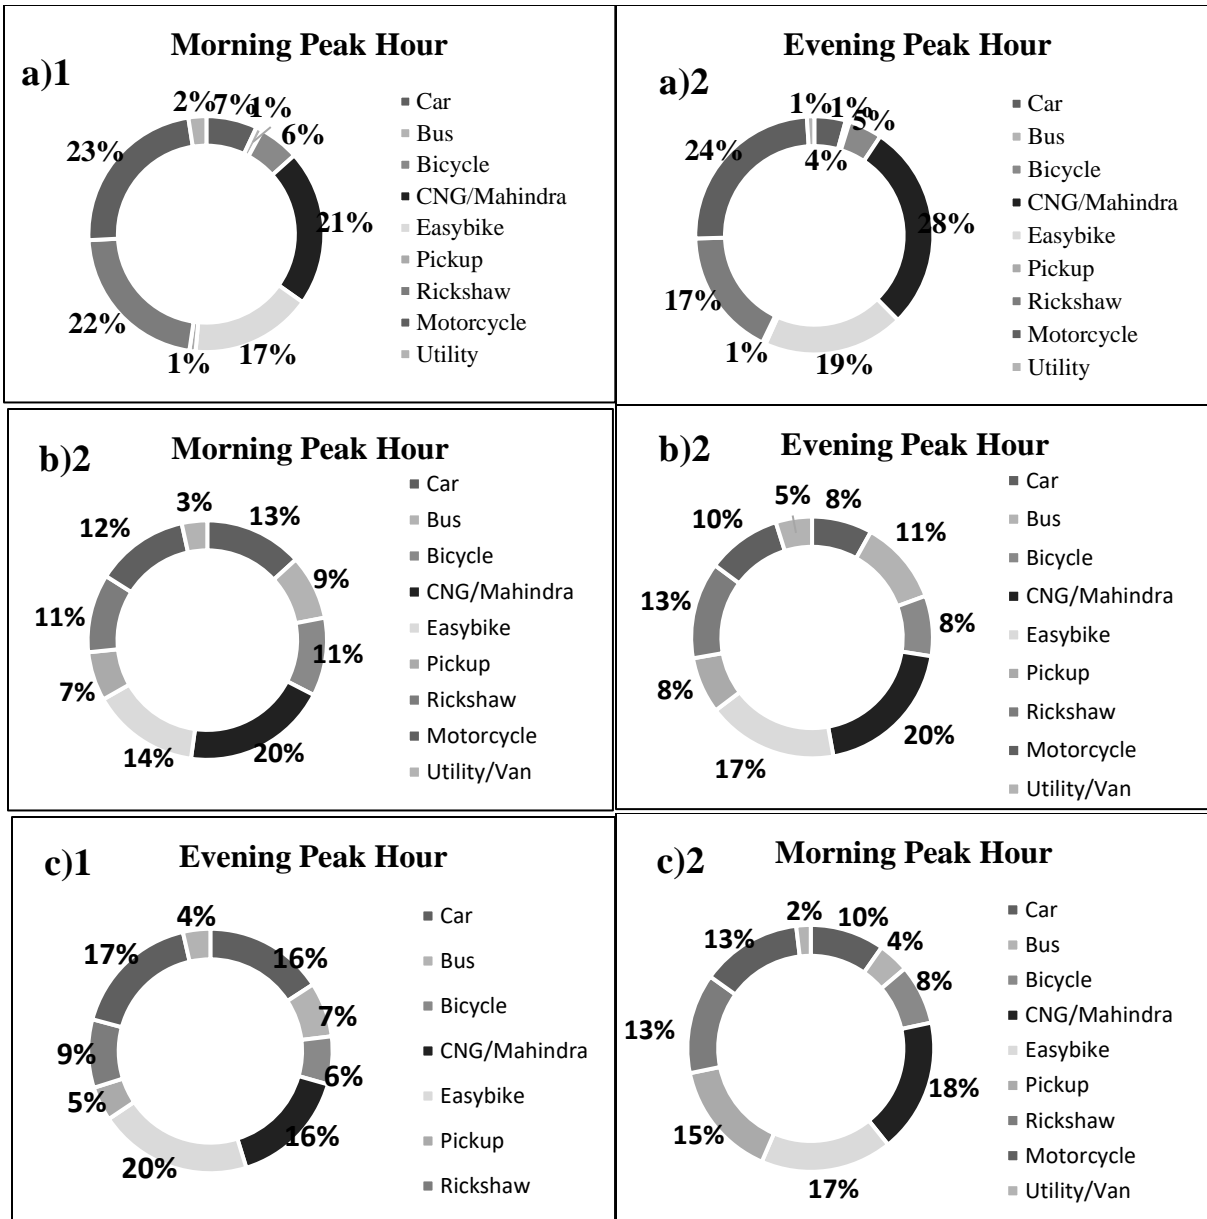 a)1
Morning Peak Hour
2%
7%
1%
6%
21%
17%
1%
22%
23%
Car
Bus
Bicycle
CNG/Mahindra
Easybike
Pickup
Rickshaw
Motorcycle
Utility
a)2
Evening Peak Hour
1%
4%
1%
5%
28%
19%
1%
17%
24%
Car
Bus
Bicycle
CNG/Mahindra
Easybike
Pickup
Rickshaw
Motorcycle
Utility
b)2
Morning Peak Hour
3%
13%
9%
11%
20%
14%
7%
11%
12%
Car
Bus
Bicycle
CNG/Mahindra
Easybike
Pickup
Rickshaw
Motorcycle
Utility/Van
b)2
Evening Peak Hour
5%
8%
11%
8%
20%
17%
8%
13%
10%
Car
Bus
Bicycle
CNG/Mahindra
Easybike
Pickup
Rickshaw
Motorcycle
Utility/Van
c)1
Evening Peak Hour
4%
16%
7%
6%
16%
20%
5%
9%
17%
Car
Bus
Bicycle
CNG/Mahindra
Easybike
Pickup
Rickshaw
c)2
Morning Peak Hour
2%
10%
4%
8%
18%
17%
15%
13%
13%
Car
Bus
Bicycle
CNG/Mahindra
Easybike
Pickup
Rickshaw
Motorcycle
Utility/Van